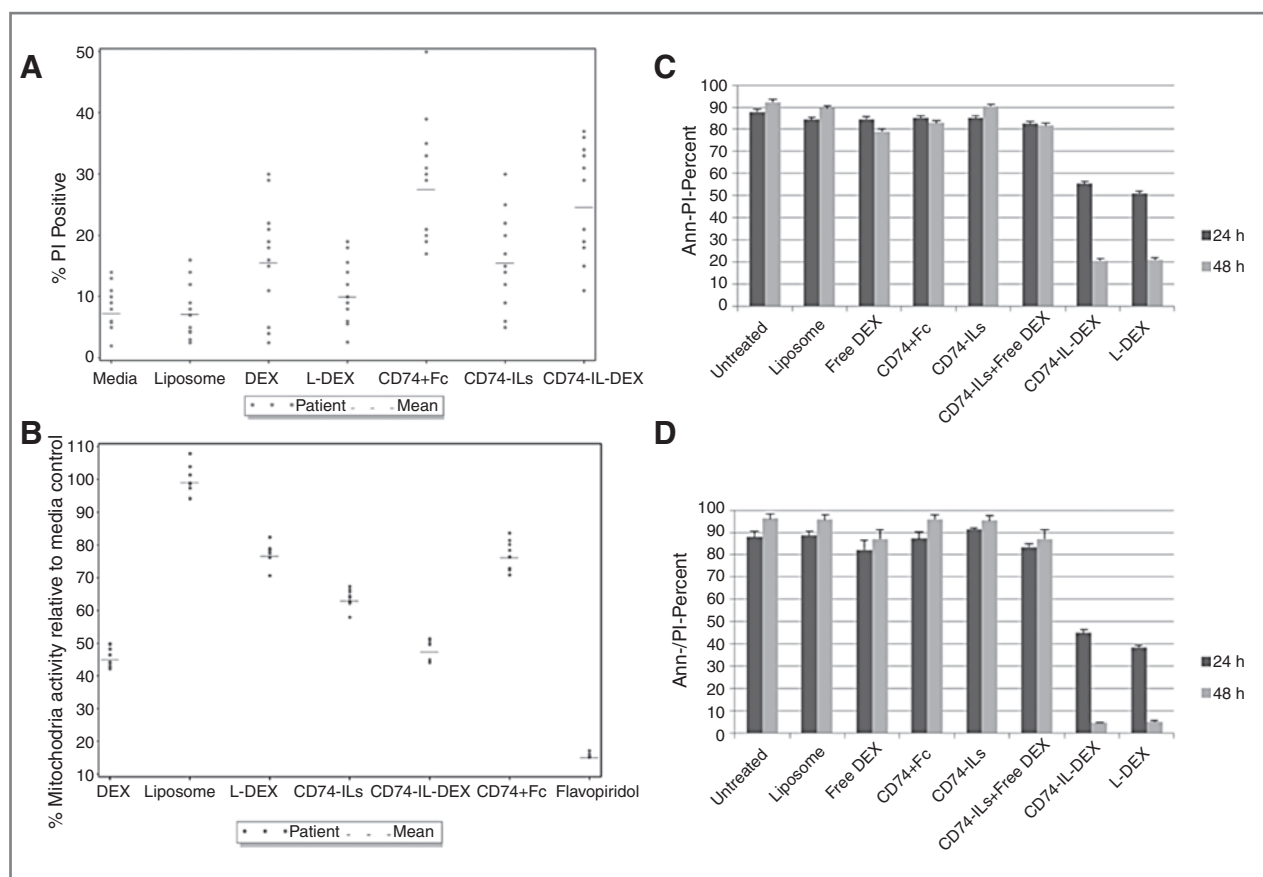 A
% PI Positive
50
40
30
20
10
0
Media Liposome DEX L-DEX CD74+Fc CD74-ILs CD74-IL-DEX
Patient Mean
B
% Mitochodria activity relative to media control
110
100
90
80
70
60
50
40
30
20
10
DEX Liposome L-DEX CD74-ILs CD74-IL-DEX CD74+Fc Flavopiridol
Patient Mean
C
Ann-PI-Percent
100
90
80
70
60
50
40
30
20
10
0
Untreated
Liposome
Free DEX
CD74+Fc
CD74-ILs
CD74-ILs+Free DEX
CD74-IL-DEX
L-DEX
24 h
48 h
D
Ann-/PI-Percent
100
90
80
70
60
50
40
30
20
10
0
Untreated
Liposome
Free DEX
CD74+Fc
CD74-ILs
CD74-ILs+Free DEX
CD74-IL-DEX
L-DEX
24 h
48 h